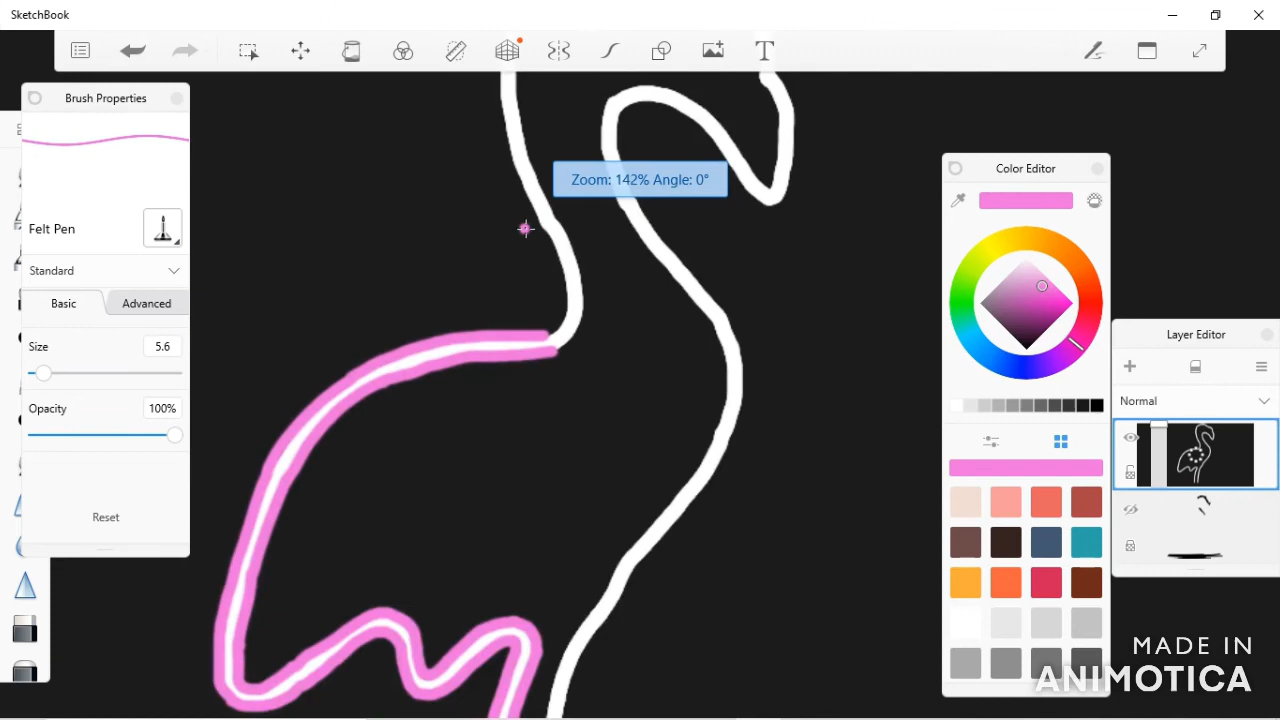 SketchBook
T
Brush Properties
Zoom: 142% Angle: 0°
Color Editor
Felt Pen
Standard
Basic
Advanced
Size
5.6
Layer Editor
Opacity
100%
Normal
Reset
MADE IN
ANIMOTICA